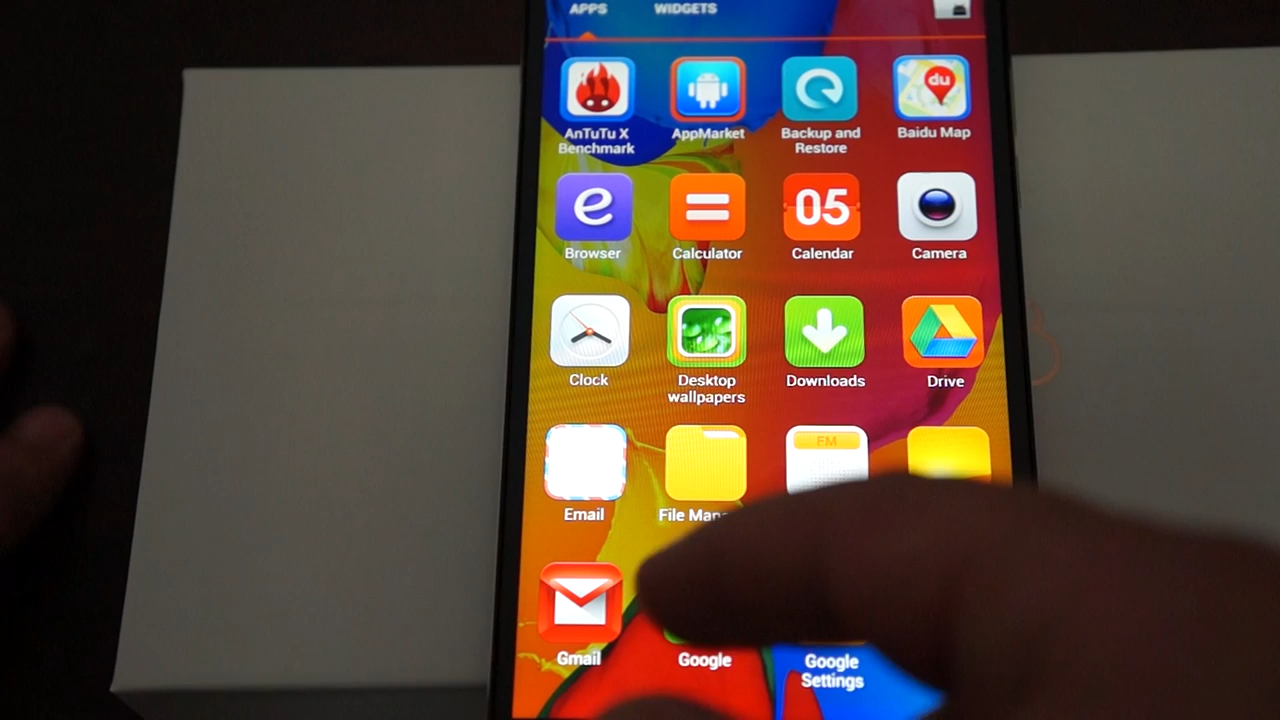 APPS WIDGETS
AnTuTu X
Benchmark
AppMarket
Backup and
Restore
du
Baidu Map
e
Browser
Calculator
05
Calendar
Camera
Clock
Desktop
wallpapers
Downloads
Drive
Email
File
FM
Gmail
Google
Google
Settings